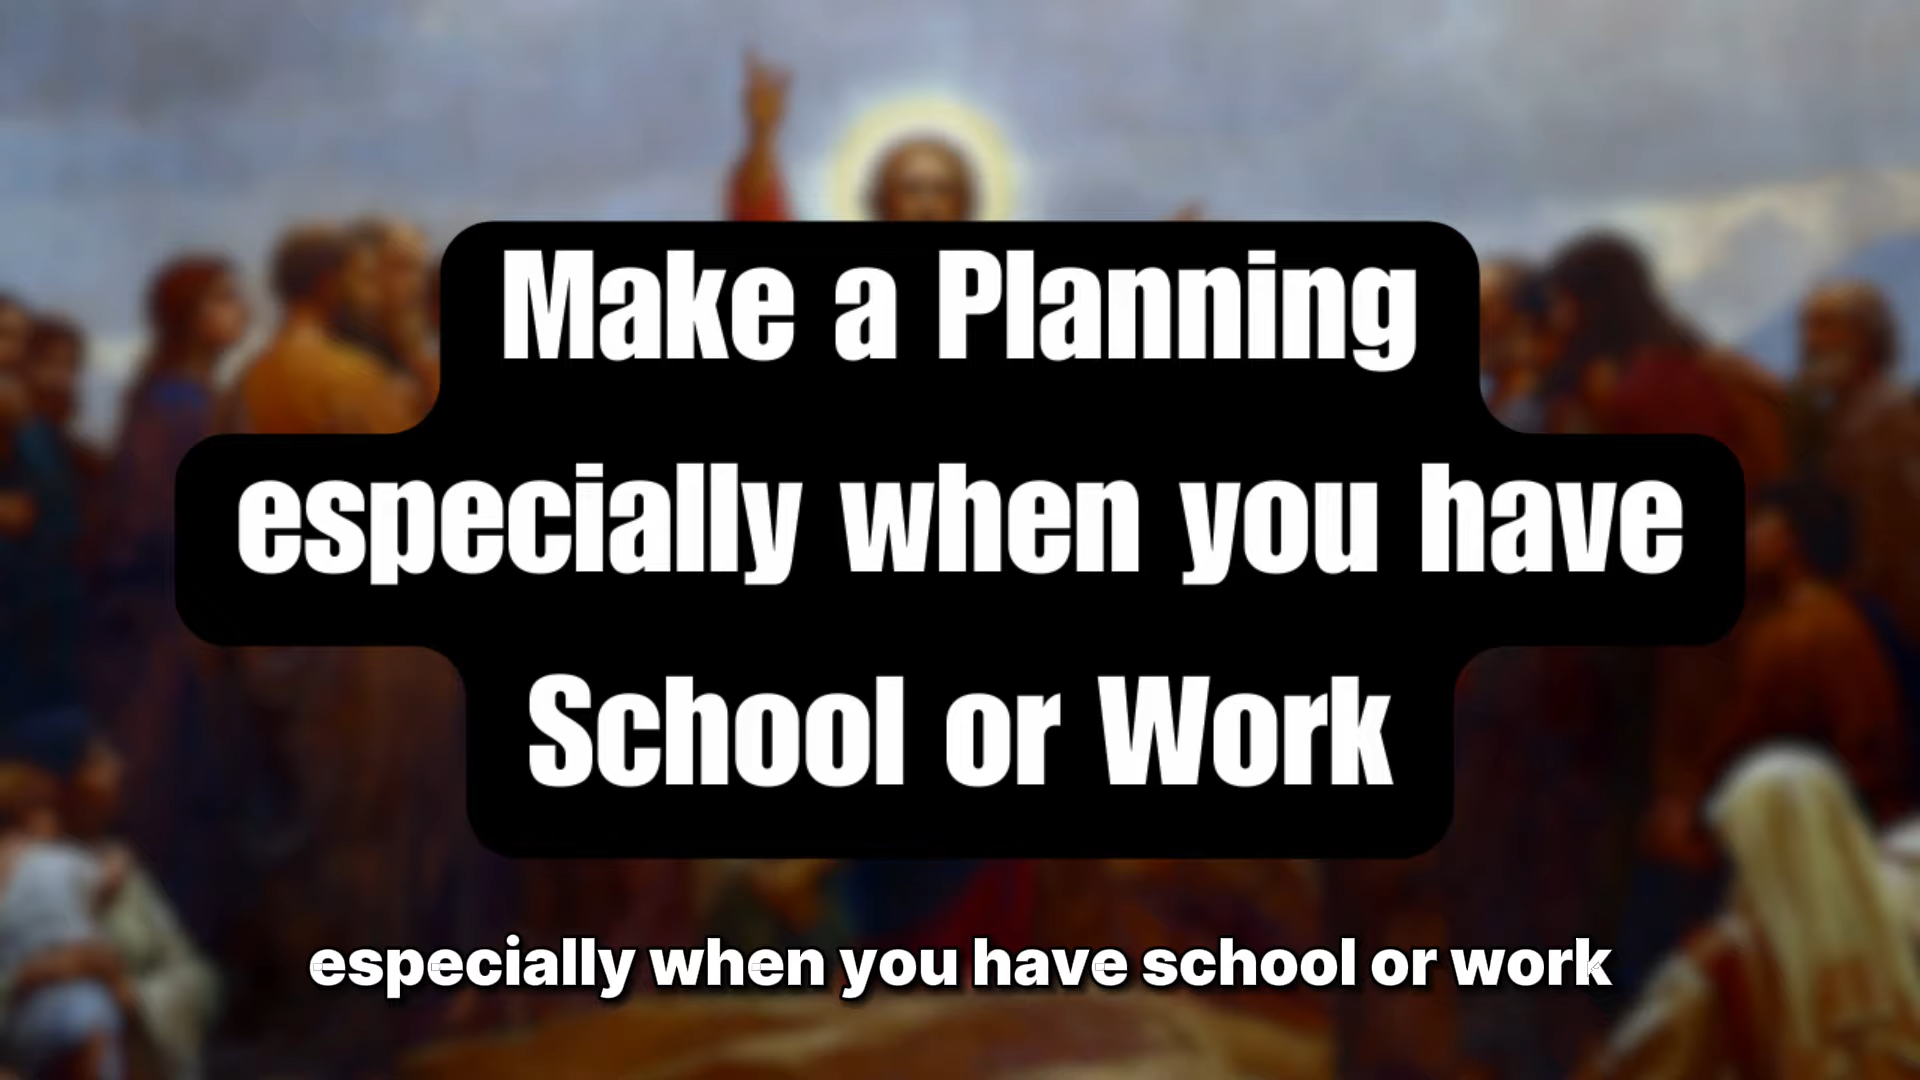 Make a Planning
especially when you have
School or Work
especially when you have school or work